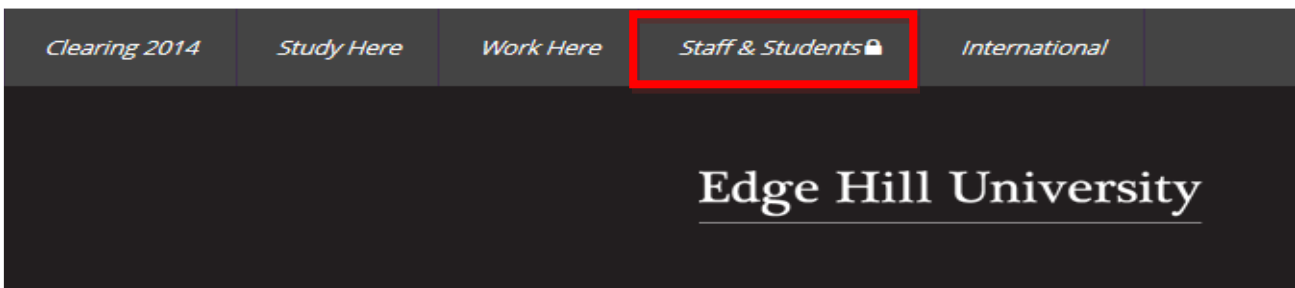 Clearing 2014 Study Here Work Here Staff & Students International
Edge Hill University